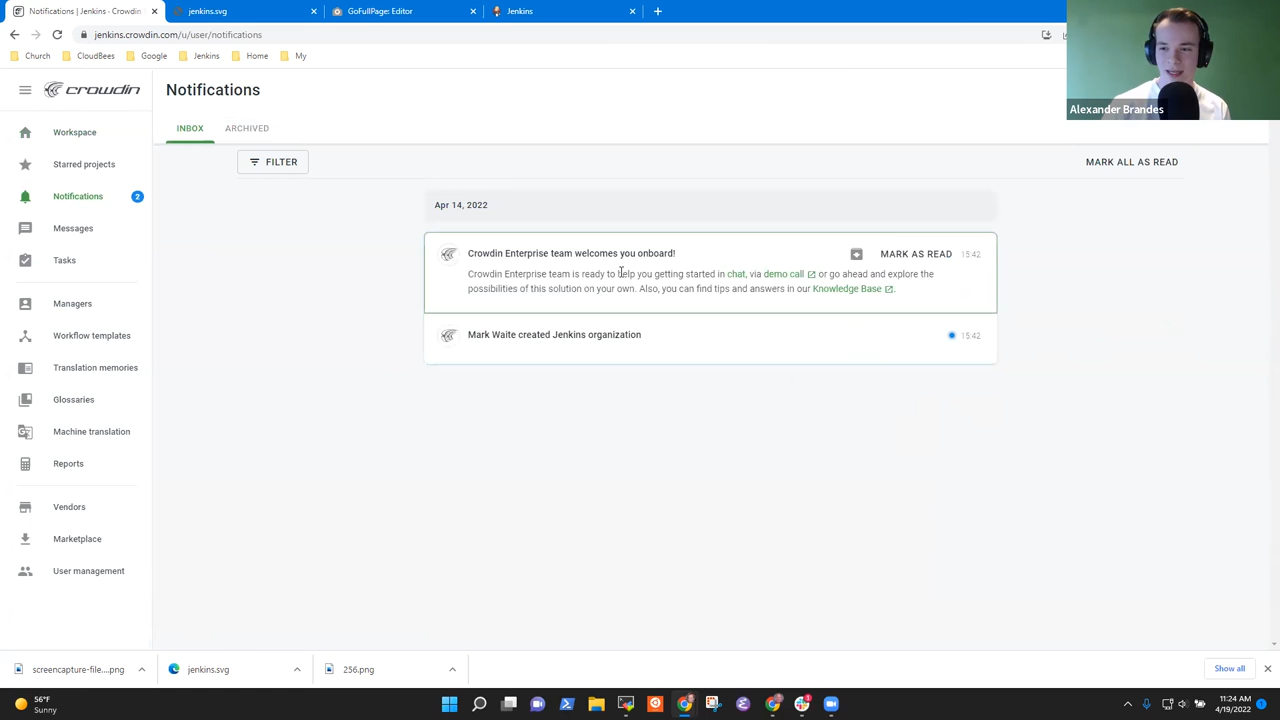 Notifications | Jenkins - Crowdin
jenkins.svg
GoFullPage: Editor
Jenkins
jenkins.crowdin.com/u/user/notifications
Church
CloudBees
Google
Jenkins
Home
My
Alexander Brandes
crowdin
Notifications
INBOX
ARCHIVED
FILTER
MARK ALL AS READ
Workspace
Starred projects
Notifications
2
Messages
Tasks
Managers
Workflow templates
Translation memories
Glossaries
Machine translation
Reports
Vendors
Marketplace
User management
Apr 14, 2022
Crowdin Enterprise team welcomes you onboard!
MARK AS READ
15:42
Crowdin Enterprise team is ready to help you getting started in chat, via demo call or go ahead and explore the
possibilities of this solution on your own. Also, you can find tips and answers in our Knowledge Base.
Mark Waite created Jenkins organization
15:42
screencapture-file....png
jenkins.svg
256.png
Show all
56°F
Sunny
11:24 AM
4/19/2022